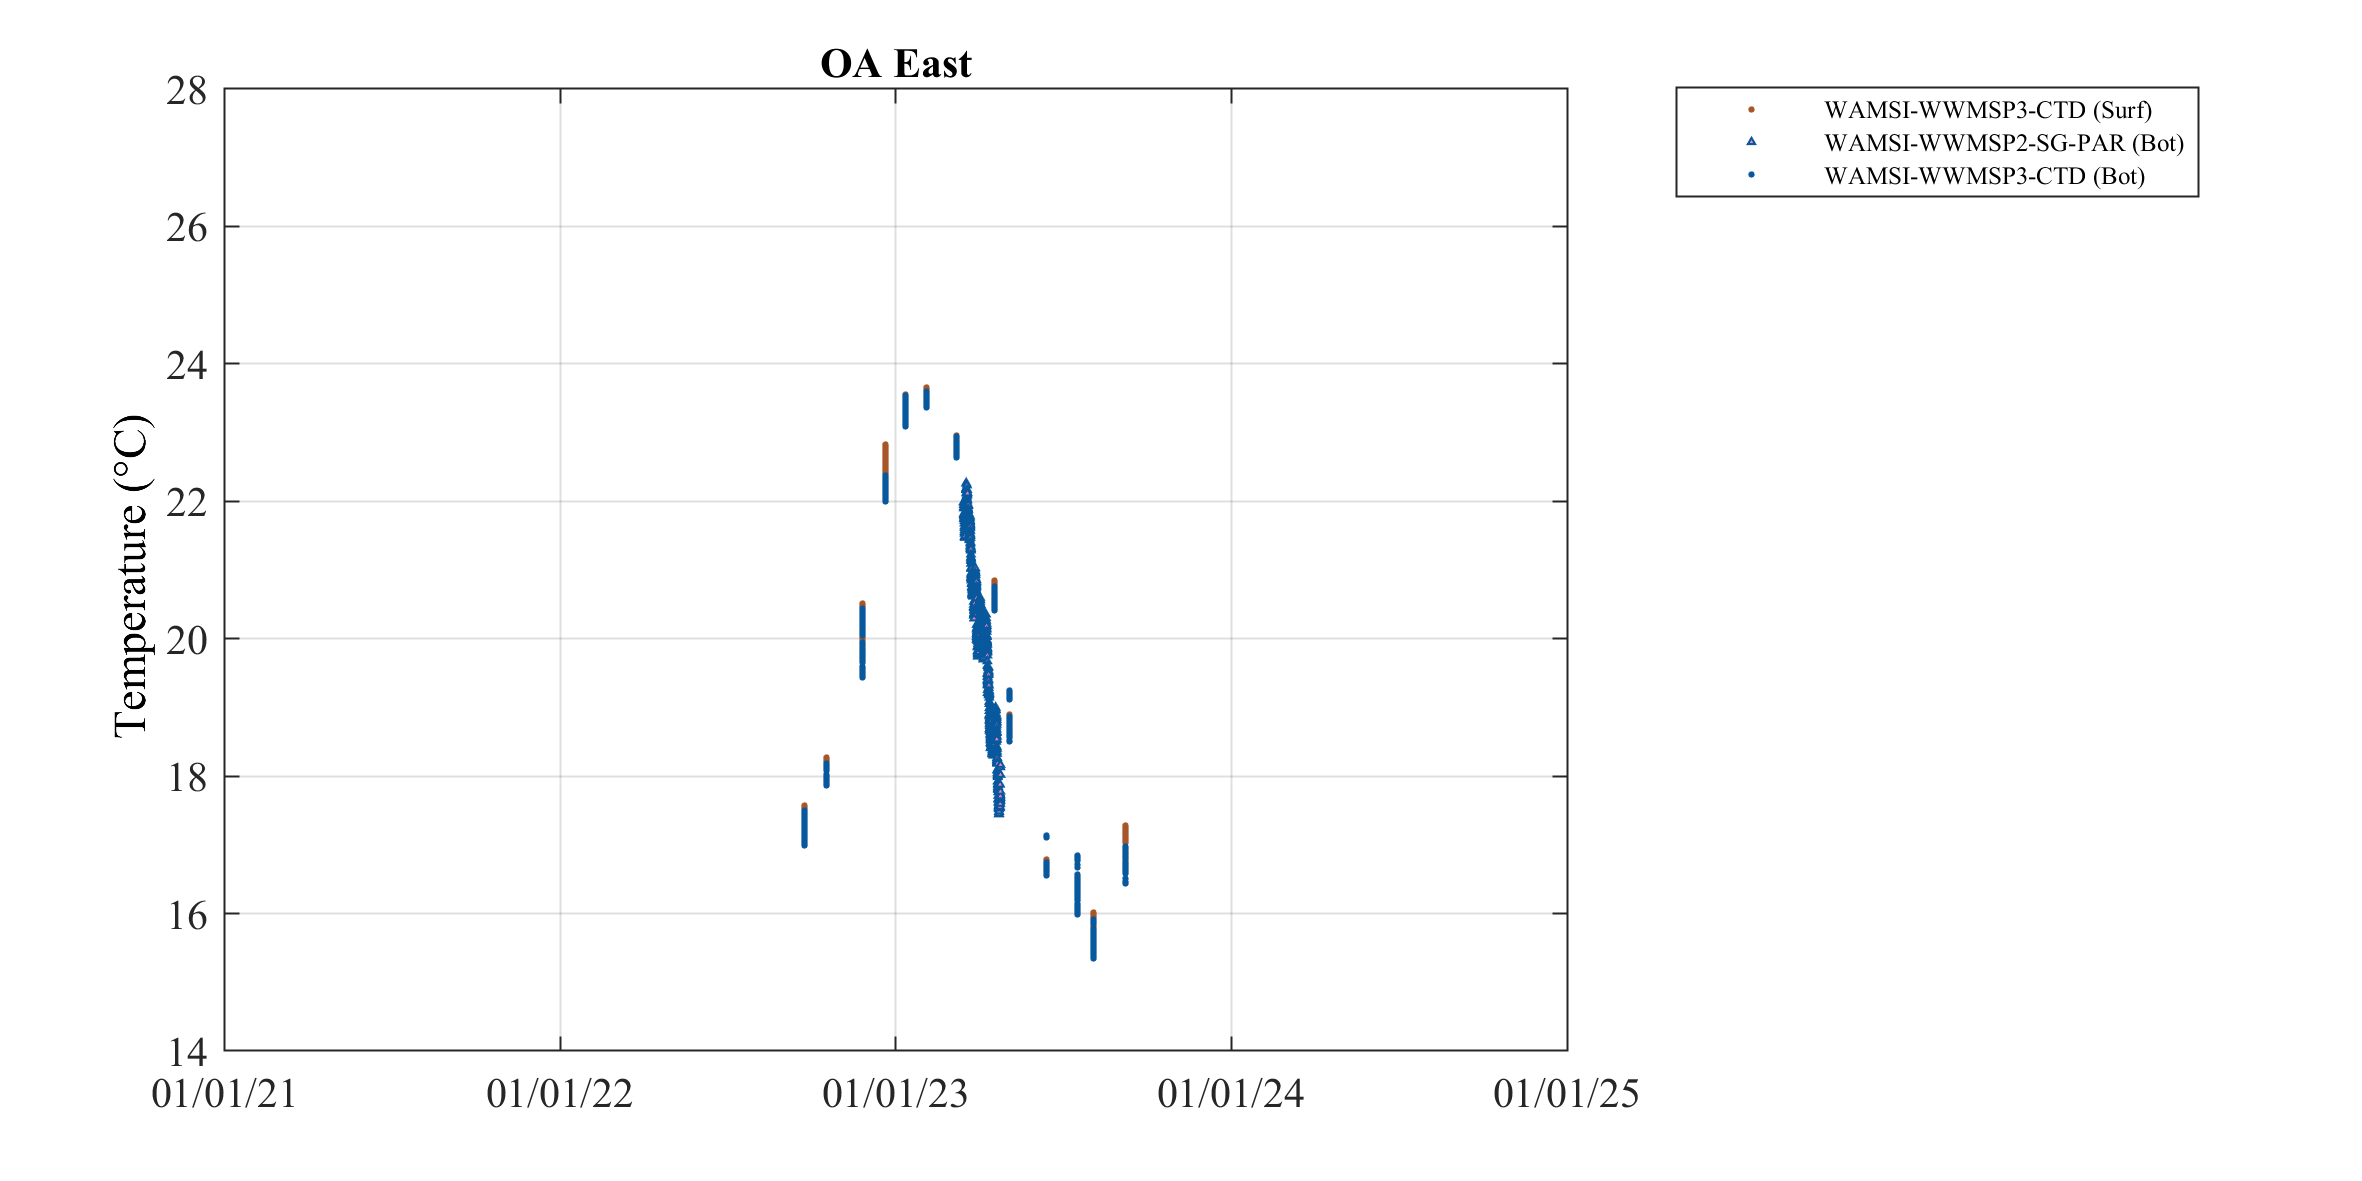 OA East
28
26
24
22
20
18
16
14
Temperature (°C)
01/01/21 01/01/22 01/01/23 01/01/24 01/01/25
WAMSI-WWMSP3-CTD (Surf)
WAMSI-WWMSP2-SG-PAR (Bot)
WAMSI-WWMSP3-CTD (Bot)